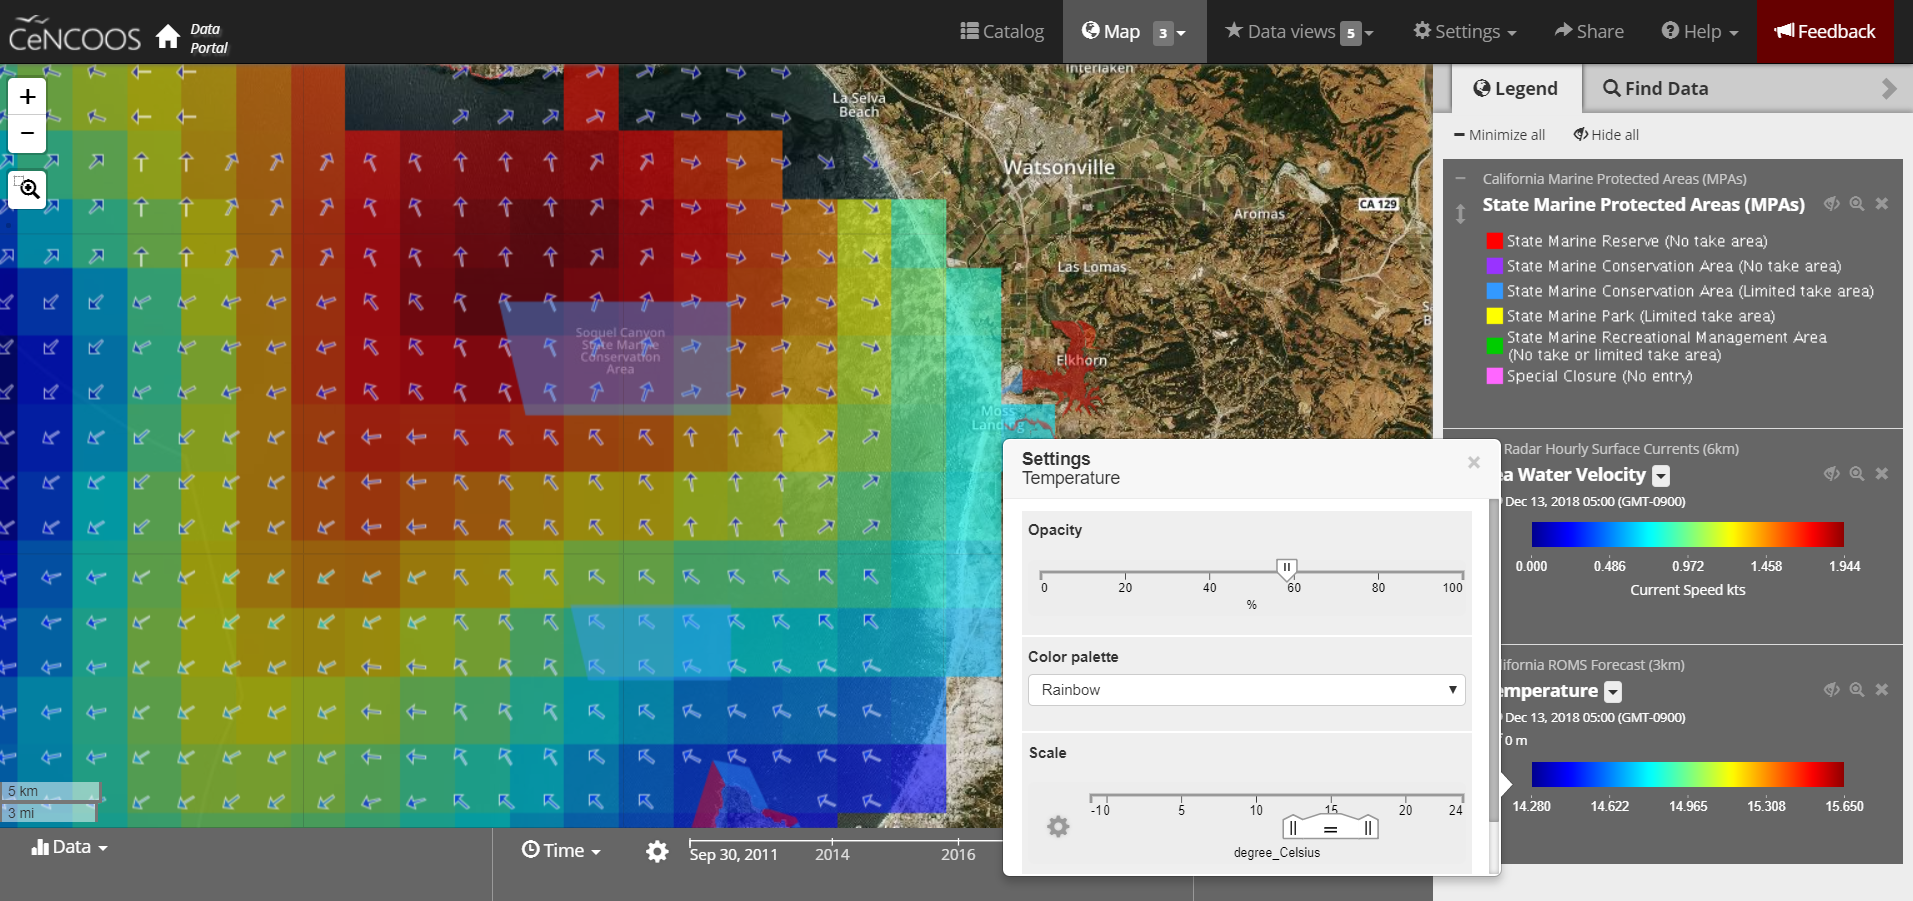 CeNCOOS
Data
Portal
Catalog
Map 3
Data views 5
Settings
Share
Help
Feedback
+
−
Interlaken
La Selva
Beach
Watsonville
CA 129
Aromas
Las Lomas
Soquel Canyon
State Marine
Conservation
Area
Elkhorn
Moss
Landing
5 km
3 mi
Legend
Find Data
Minimize all
Hide all
California Marine Protected Areas (MPAs)
State Marine Protected Areas (MPAs)
State Marine Reserve (No take area)
State Marine Conservation Area (No take area)
State Marine Conservation Area (Limited take area)
State Marine Park (Limited take area)
State Marine Recreational Management Area
(No take or limited take area)
Special Closure (No entry)
Radar Hourly Surface Currents (6km)
a Water Velocity
Dec 13, 2018 05:00 (GMT-0900)
0.000 0.486 0.972 1.458 1.944
Current Speed kts
lifornia ROMS Forecast (3km)
emperature
Dec 13, 2018 05:00 (GMT-0900)
0 m
14.280 14.622 14.965 15.308 15.650
Settings
Temperature
Opacity
0 20 40 60 80 100
%
Color palette
Rainbow
Scale
-10 5 10 15 20 24
degree_Celsius
Data
Time
Sep 30, 2011
2014
2016